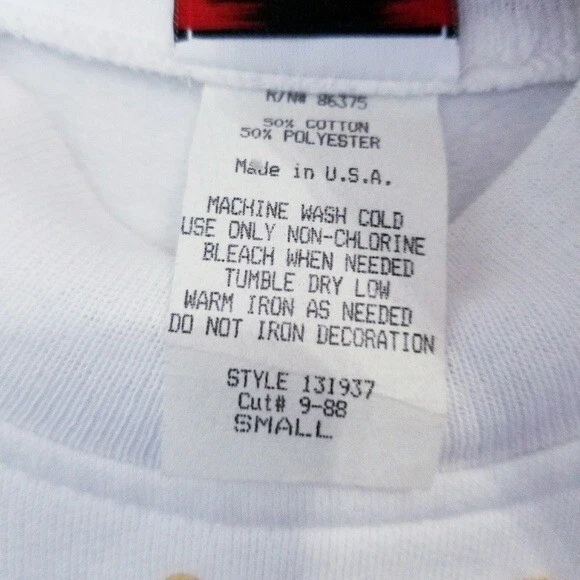 R/N# 86375
50% COTTON
50% POLYESTER
Made in U.S.A.
MACHINE WASH COLD
USE ONLY NON-CHLORINE
BLEACH WHEN NEEDED
TUMBLE DRY LOW
WARM IRON AS NEEDED
DO NOT IRON DECORATION
STYLE 131937
Cut# 9-88
SMALL